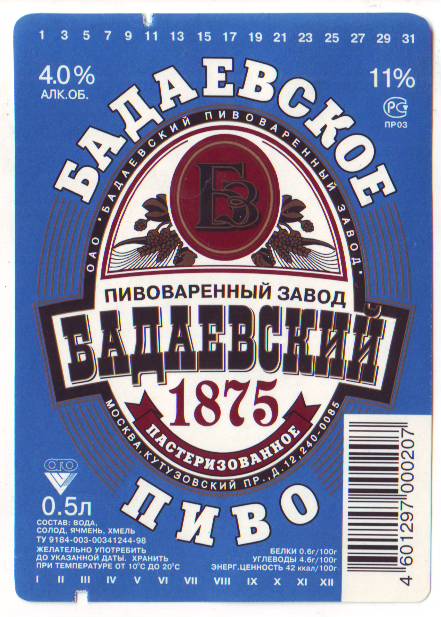 1 3 5 7 9 11 13 15 17 19 21 23 25 27 29 31
4.0% 11%
АЛК.ОБ.
РС
ПР03
БАДАЕВСКОЕ
ОАО • БАДАЕВСКИЙ ПИВОВАРЕННЫЙ ЗАВОД •
БЗ
ПИВОВАРЕННЫЙ ЗАВОД
БАДАЕВСКИЙ
1875
ПАСТЕРИЗОВАННОЕ
МОСКВА, КУТУЗОВСКИЙ ПР., Д.12, 240-0085
ПИВО
0.5л
СОСТАВ: ВОДА,
СОЛОД, ЯЧМЕНЬ, ХМЕЛЬ
ТУ 9184-003-00341244-98
ЖЕЛАТЕЛЬНО УПОТРЕБИТЬ
ДО УКАЗАННОЙ ДАТЫ. ХРАНИТЬ
ПРИ ТЕМПЕРАТУРЕ ОТ 10°С ДО 20°С
БЕЛКИ 0.6г/100г
УГЛЕВОДЫ 4.6г/100г
ЭНЕРГ.ЦЕННОСТЬ 42 ккал/100г
4 601297 000207
I II III IV V VI VII VIII IX X XI XII